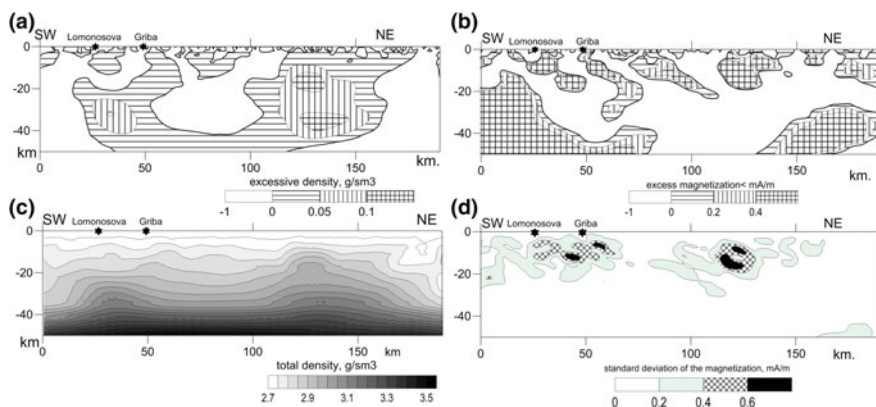 (a)
SW
Lomonosova
Griba
NE
0
-20
-40
km
0
50
100
150
km.
excessive density, g/sm3
-1
0
0.05
0.1
(b)
SW
Lomonosova
Griba
NE
0
-20
-40
km
0
50
100
150
km.
excess magnetization< mA/m
-1
0
0.2
0.4
(c)
SW
Lomonosova
Griba
NE
0
-20
-40
km
0
50
100
150
km
total density, g/sm3
2.7
2.9
3.1
3.3
3.5
(d)
SW
Lomonosova
Griba
NE
0
-20
-40
km
0
50
100
150
km.
standard deviation of the magnetization, mA/m
0
0.2
0.4
0.6